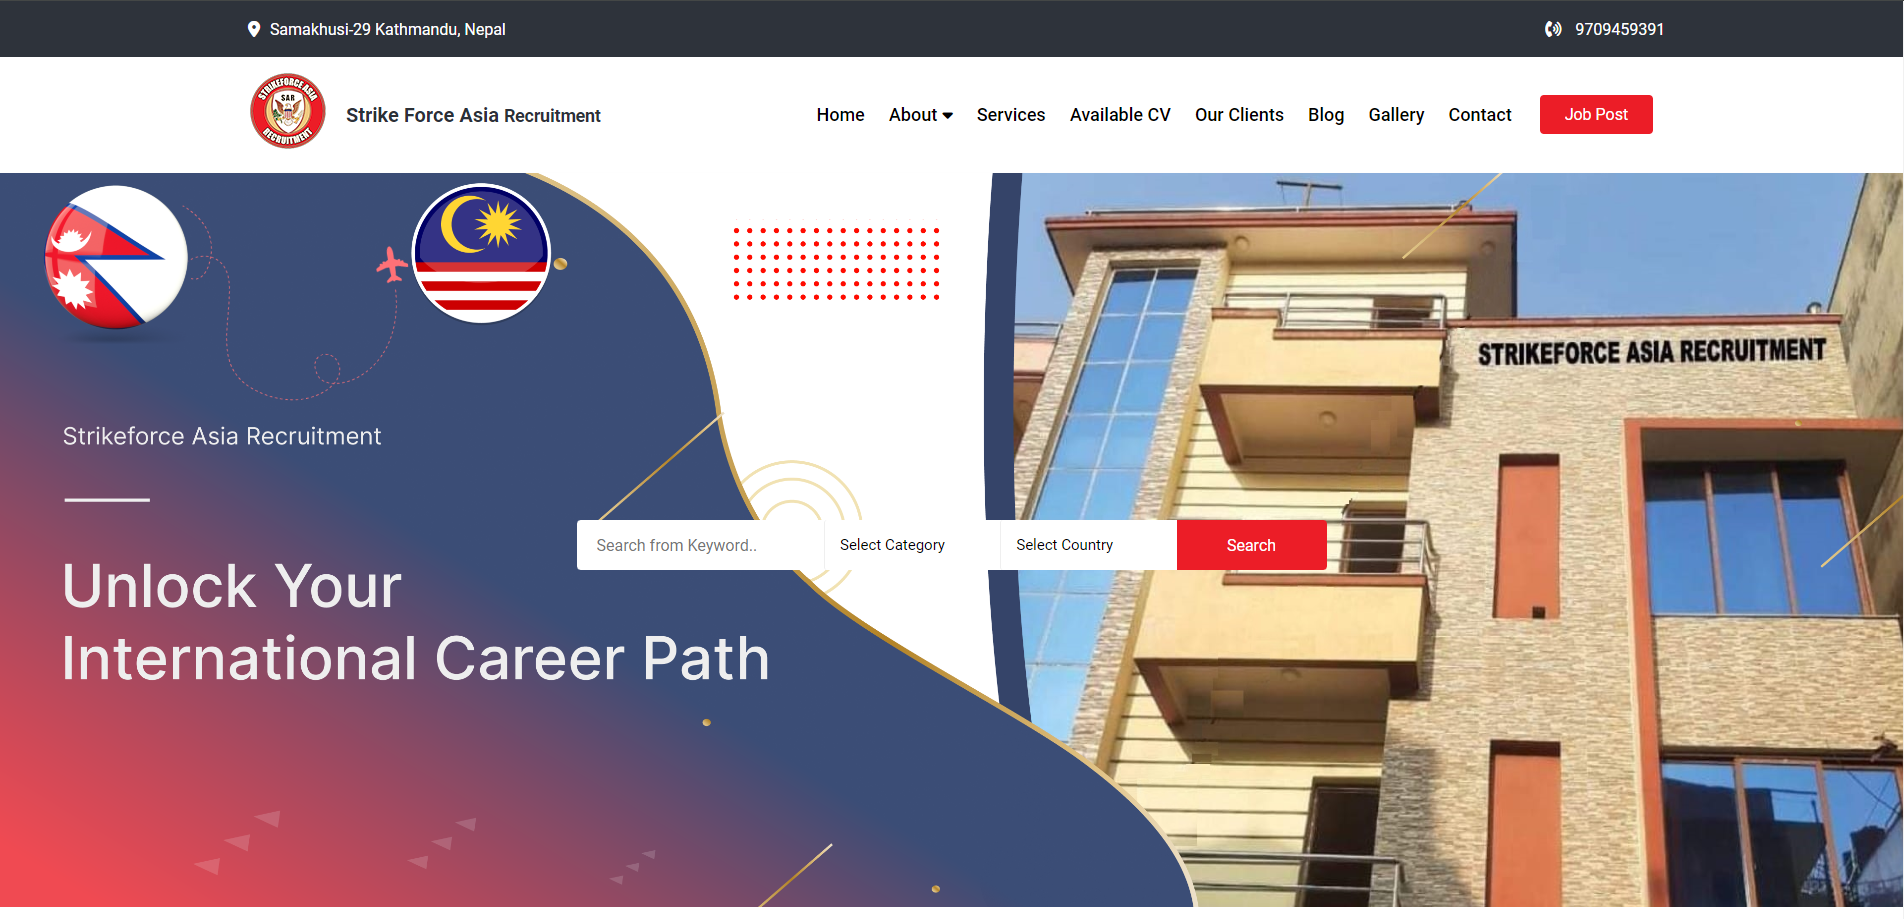 Samakhusi-29 Kathmandu, Nepal
9709459391
STRIKEFORCE ASIA
SAR
RECRUITMENT
Strike Force Asia Recruitment
Home
About
Services
Available CV
Our Clients
Blog
Gallery
Contact
Job Post
STRIKEFORCE ASIA RECRUITMENT
Strikeforce Asia Recruitment
Search from Keyword..
Select Category
Select Country
Search
Unlock Your
International Career Path